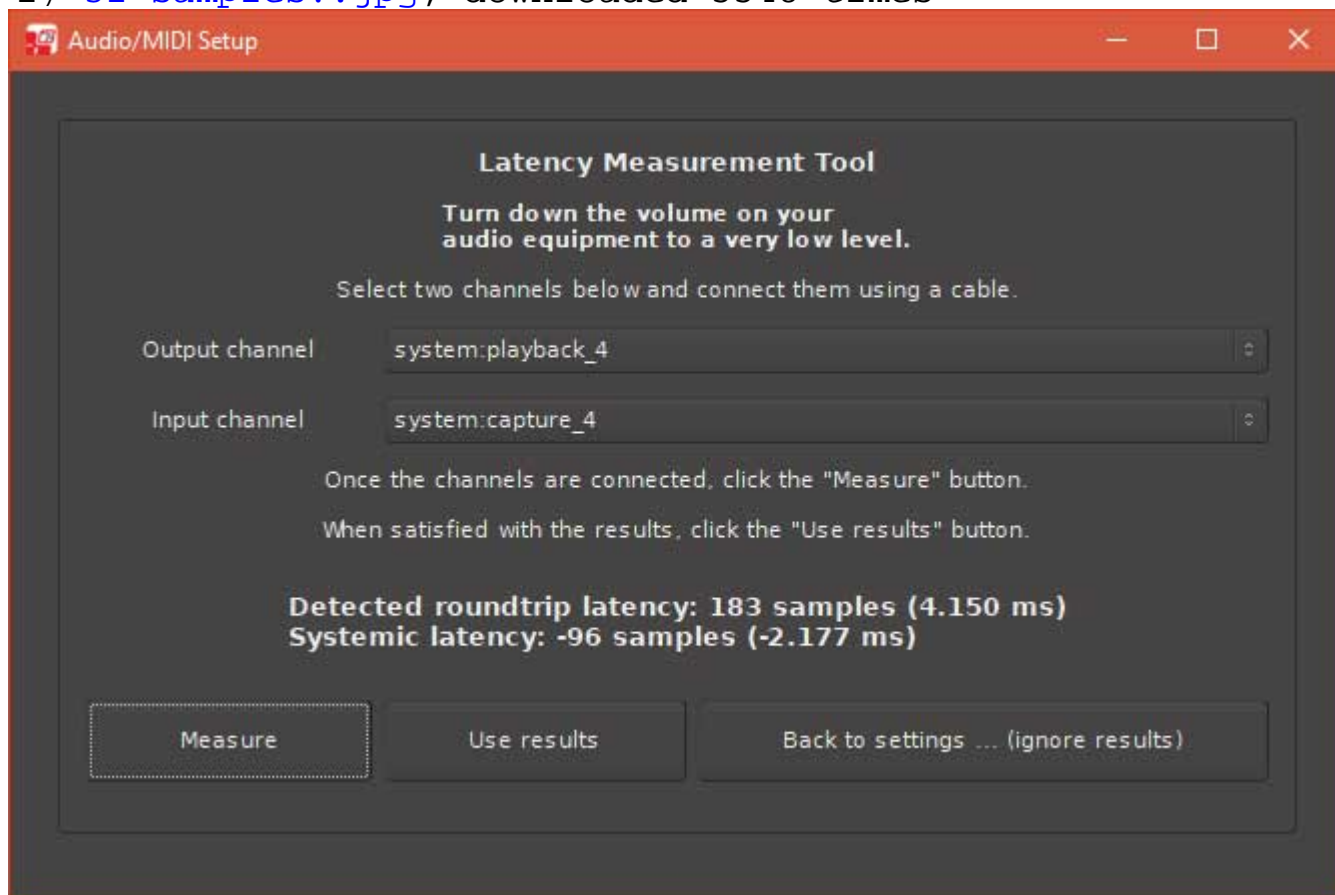 Audio/MIDI Setup
Latency Measurement Tool
Turn down the volume on your
audio equipment to a very low level.
Select two channels below and connect them using a cable.
Output channel system:playback_4
Input channel system:capture_4
Once the channels are connected, click the "Measure" button.
When satisfied with the results, click the "Use results" button.
Detected roundtrip latency: 183 samples (4.150 ms)
Systemic latency: -96 samples (-2.177 ms)
Measure Use results Back to settings ... (ignore results)